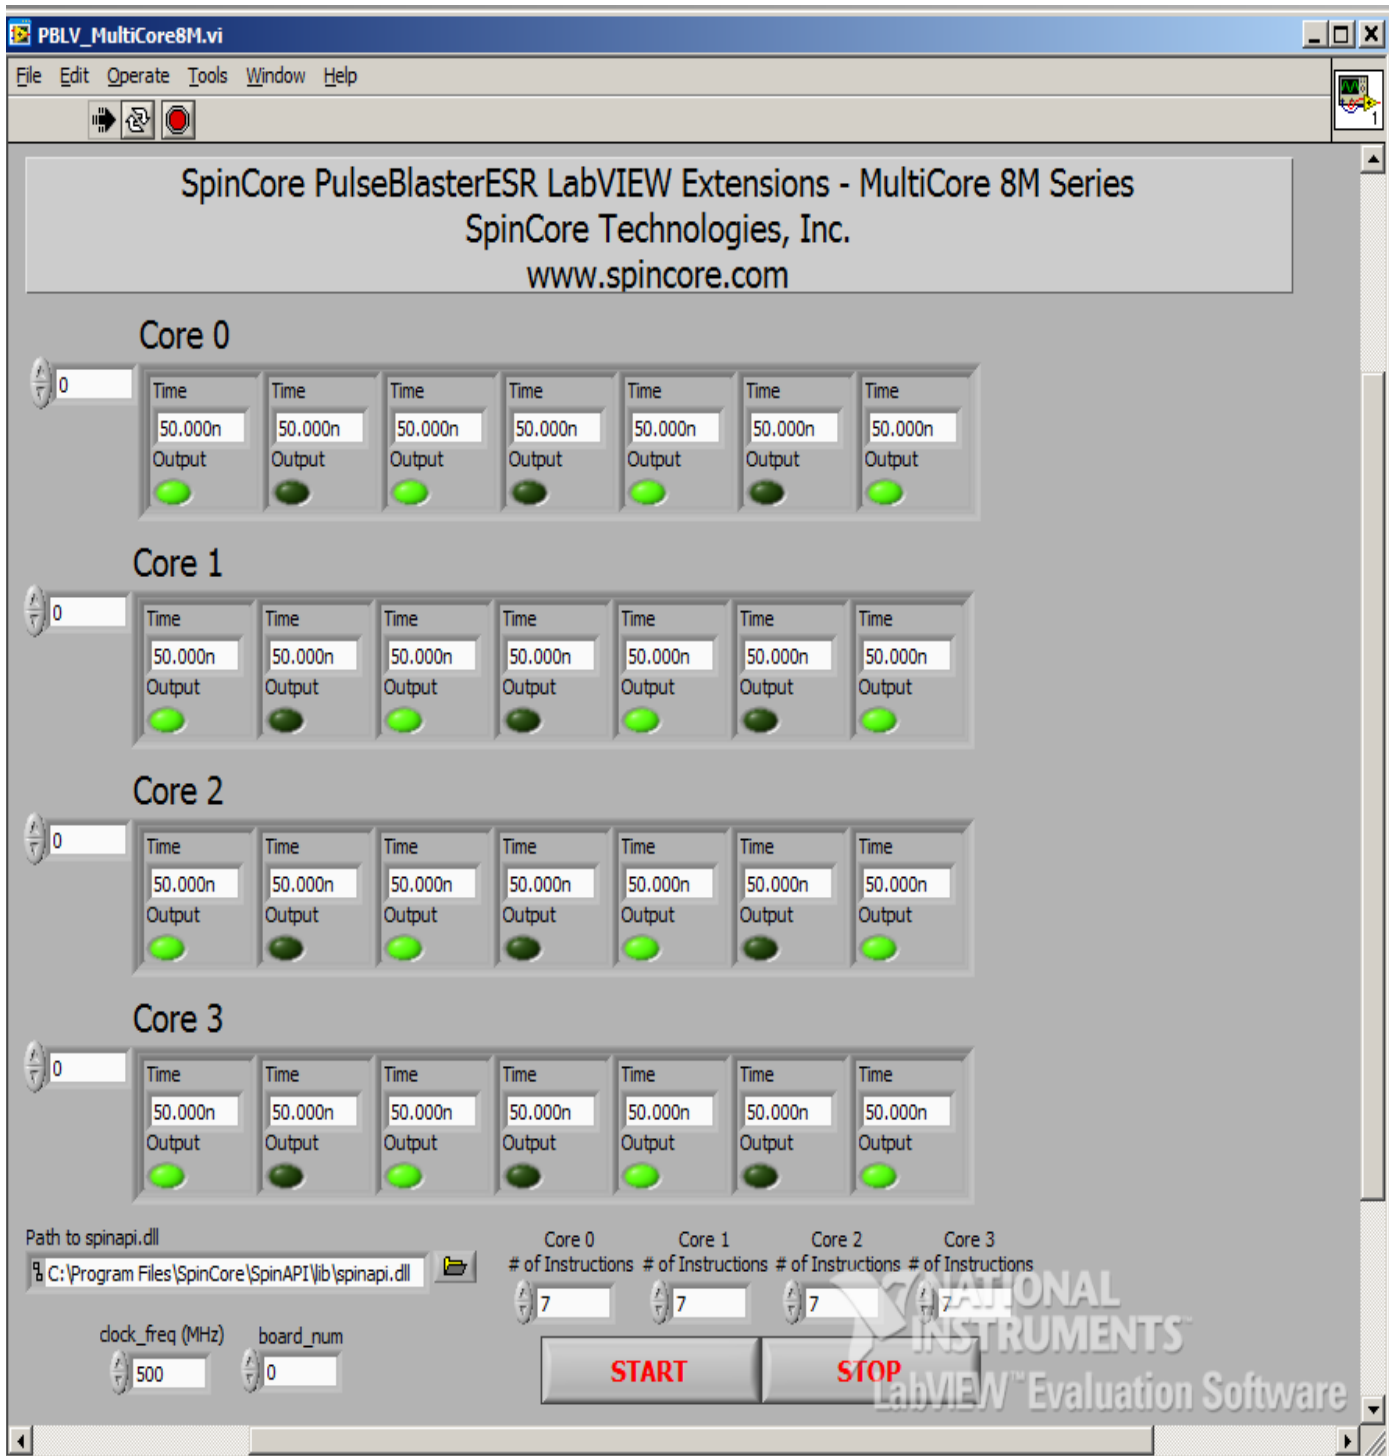 PBLV_MultiCore8M.vi
File Edit Operate Tools Window Help
1
SpinCore PulseBlasterESR LabVIEW Extensions - MultiCore 8M Series
SpinCore Technologies, Inc.
www.spincore.com
Core 0
0
Time Time Time Time Time Time Time
50.000n 50.000n 50.000n 50.000n 50.000n 50.000n 50.000n
Output Output Output Output Output Output Output
Core 1
0
Time Time Time Time Time Time Time
50.000n 50.000n 50.000n 50.000n 50.000n 50.000n 50.000n
Output Output Output Output Output Output Output
Core 2
0
Time Time Time Time Time Time Time
50.000n 50.000n 50.000n 50.000n 50.000n 50.000n 50.000n
Output Output Output Output Output Output Output
Core 3
0
Time Time Time Time Time Time Time
50.000n 50.000n 50.000n 50.000n 50.000n 50.000n 50.000n
Output Output Output Output Output Output Output
Path to spinapi.dll
C:\Program Files\SpinCore\SpinAPI\lib\spinapi.dll
Core 0 Core 1 Core 2 Core 3
# of Instructions # of Instructions # of Instructions # of Instructions
7 7 7 7
clock_freq (MHz) board_num
500 0
START STOP
NATIONAL
INSTRUMENTS™
LabVIEW™ Evaluation Software